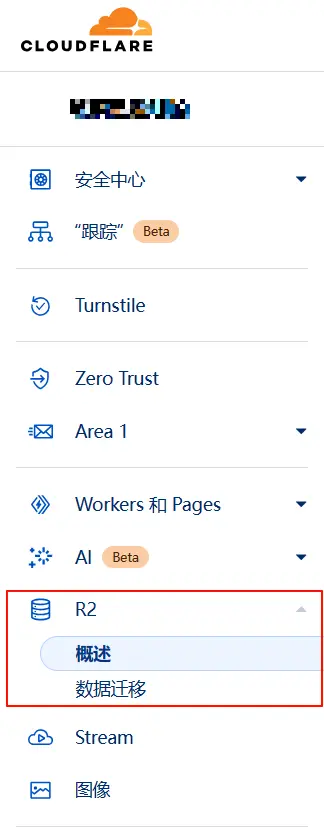 CLOUDFLARE
安全中心
“跟踪” Beta
Turnstile
Zero Trust
Area 1
Workers 和 Pages
AI Beta
R2
概述
数据迁移
Stream
图像